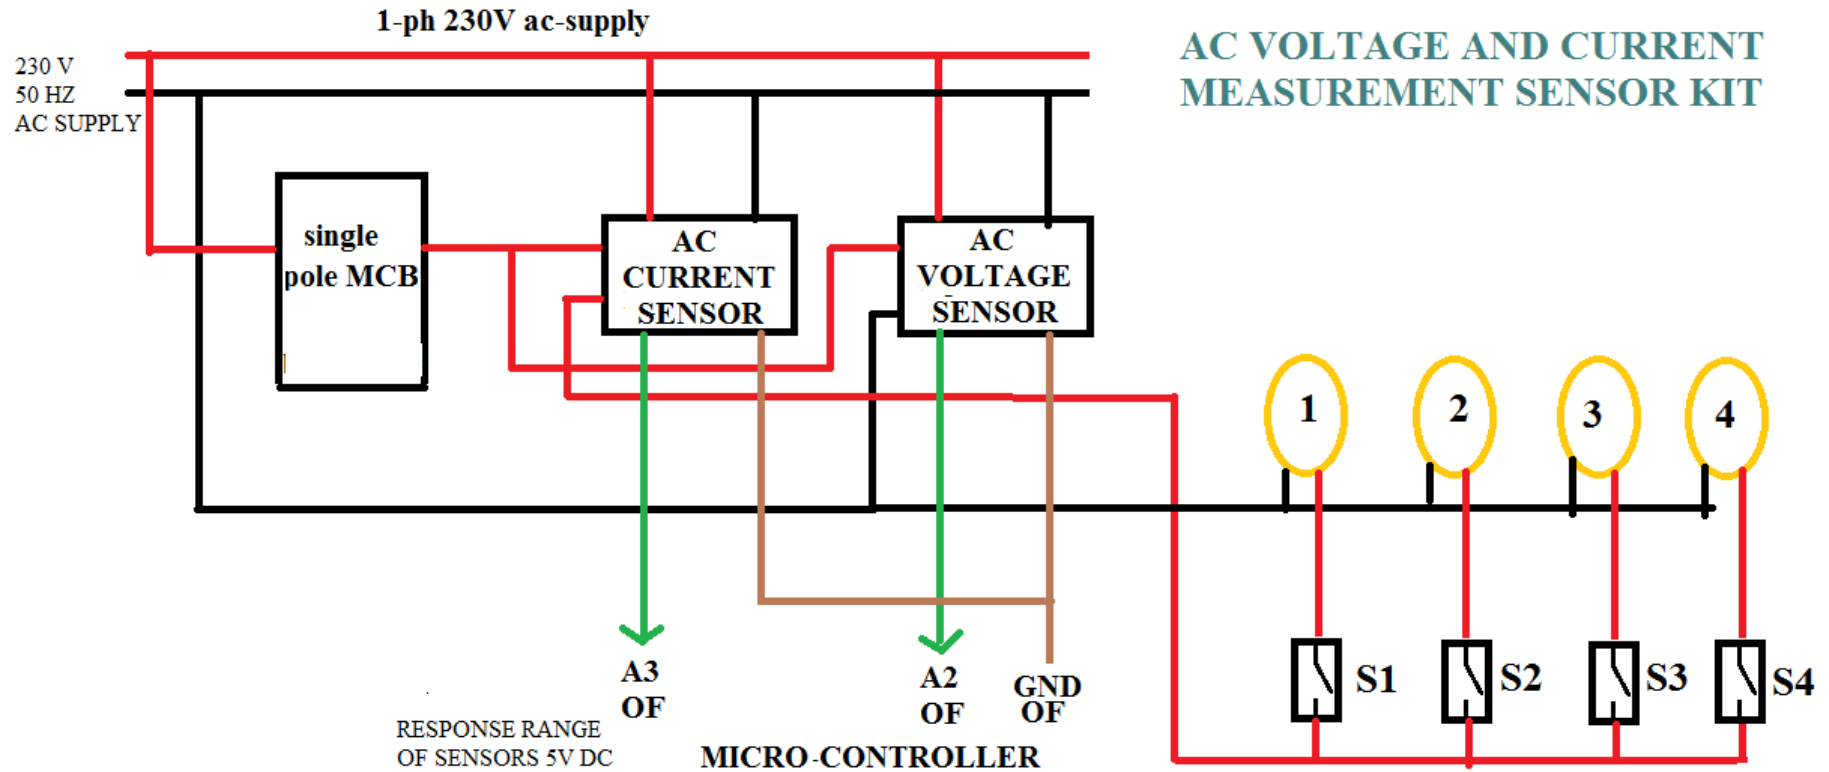 1-ph 230V ac-supply
AC VOLTAGE AND CURRENT
MEASUREMENT SENSOR KIT
230 V
50 HZ
AC SUPPLY
single
pole MCB
AC
CURRENT
SENSOR
AC
VOLTAGE
SENSOR
1
2
3
4
S1
S2
S3
S4
A3
OF
A2
OF
GND
OF
RESPONSE RANGE
OF SENSORS 5V DC
MICRO-CONTROLLER